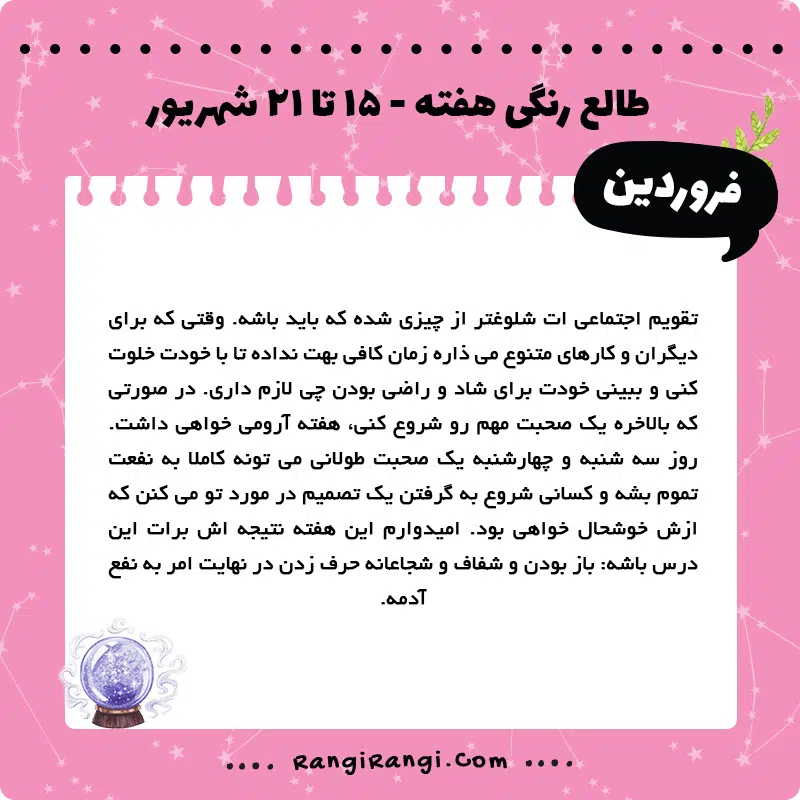 طالع رنگی هفته - ۱۵ تا ۲۱ شهریور
فروردین
تقویم اجتماعی ات شلوغتر از چیزی شده که باید باشه. وقتی که برای
دیگران و کارهای متنوع می ذاره زمان کافی بهت نداده تا با خودت خلوت
کنی و ببینی خودت برای شاد و راضی بودن چی لازم داری. در صورتی
که بالاخره یک صحبت مهم رو شروع کنی، هفته آرومی خواهی داشت.
روز سه شنبه و چهارشنبه یک صحبت طولانی می تونه کاملا به نفعت
تموم بشه و کسانی شروع به گرفتن یک تصمیم در مورد تو می کنن که
ازش خوشحال خواهی بود. امیدوارم این هفته نتیجه اش برات این
درس باشه: باز بودن و شفاف و شجاعانه حرف زدن در نهایت امر به نفع
آدمه.
.... RangiRangi.Com ....